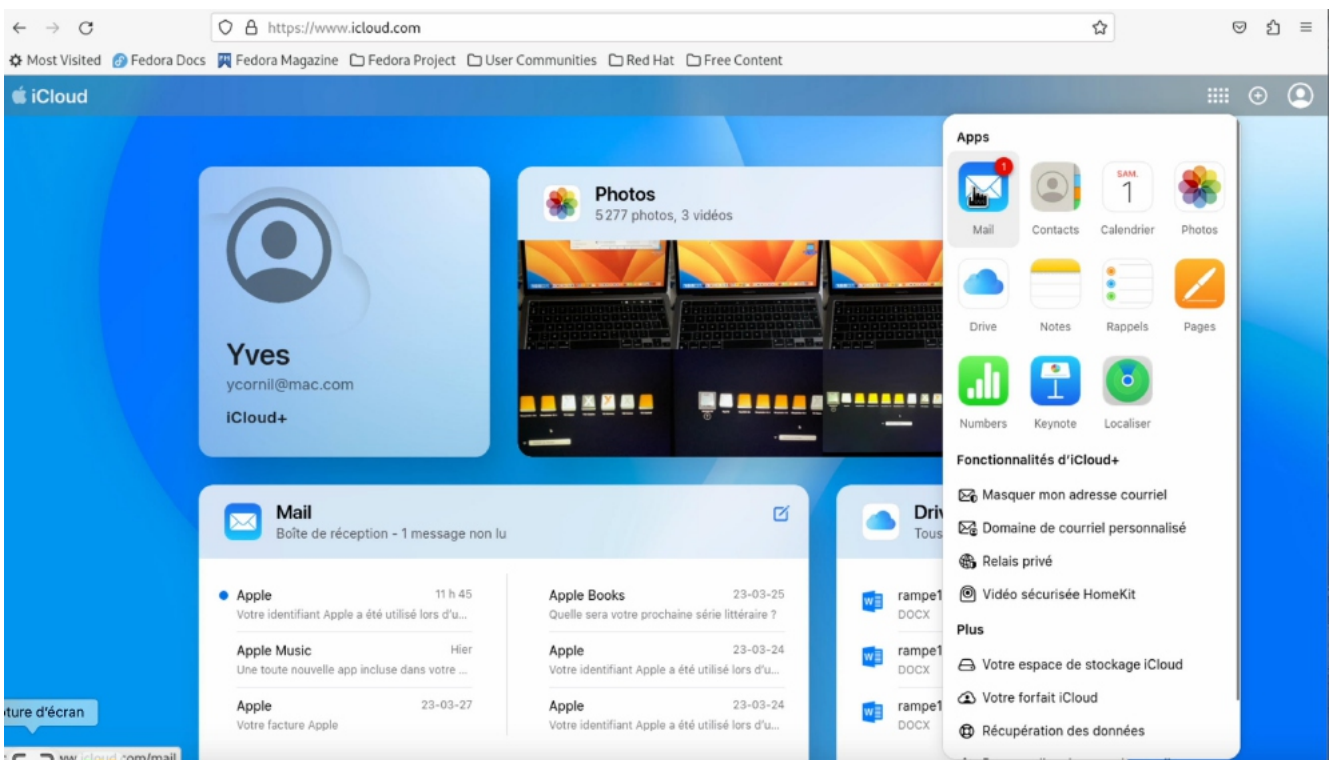 https://www.icloud.com
Most Visited Fedora Docs Fedora Magazine Fedora Project User Communities Red Hat Free Content
iCloud
Yves
ycornil@mac.com
iCloud+
Photos
5 277 photos, 3 vidéos
Apps
1
Mail
Contacts
SAM.
1
Calendrier
Photos
Drive
Notes
Rappels
Pages
Numbers
Keynote
Localiser
Fonctionnalités d'iCloud+
Masquer mon adresse courriel
Domaine de courriel personnalisé
Relais privé
Vidéo sécurisée HomeKit
Plus
Votre espace de stockage iCloud
Votre forfait iCloud
Récupération des données
Mail
Boîte de réception - 1 message non lu
Apple 11 h 45
Votre identifiant Apple a été utilisé lors d'u...
Apple Music Hier
Une toute nouvelle app incluse dans votre ...
Apple 23-03-27
Votre facture Apple
Apple Books 23-03-25
Quelle sera votre prochaine série littéraire ?
Apple 23-03-24
Votre identifiant Apple a été utilisé lors d'u...
Apple 23-03-24
Votre identifiant Apple a été utilisé lors d'u...
Driv
Tous
W rampe1
DOCX
W rampe1
DOCX
W rampe1
DOCX
ture d'écran